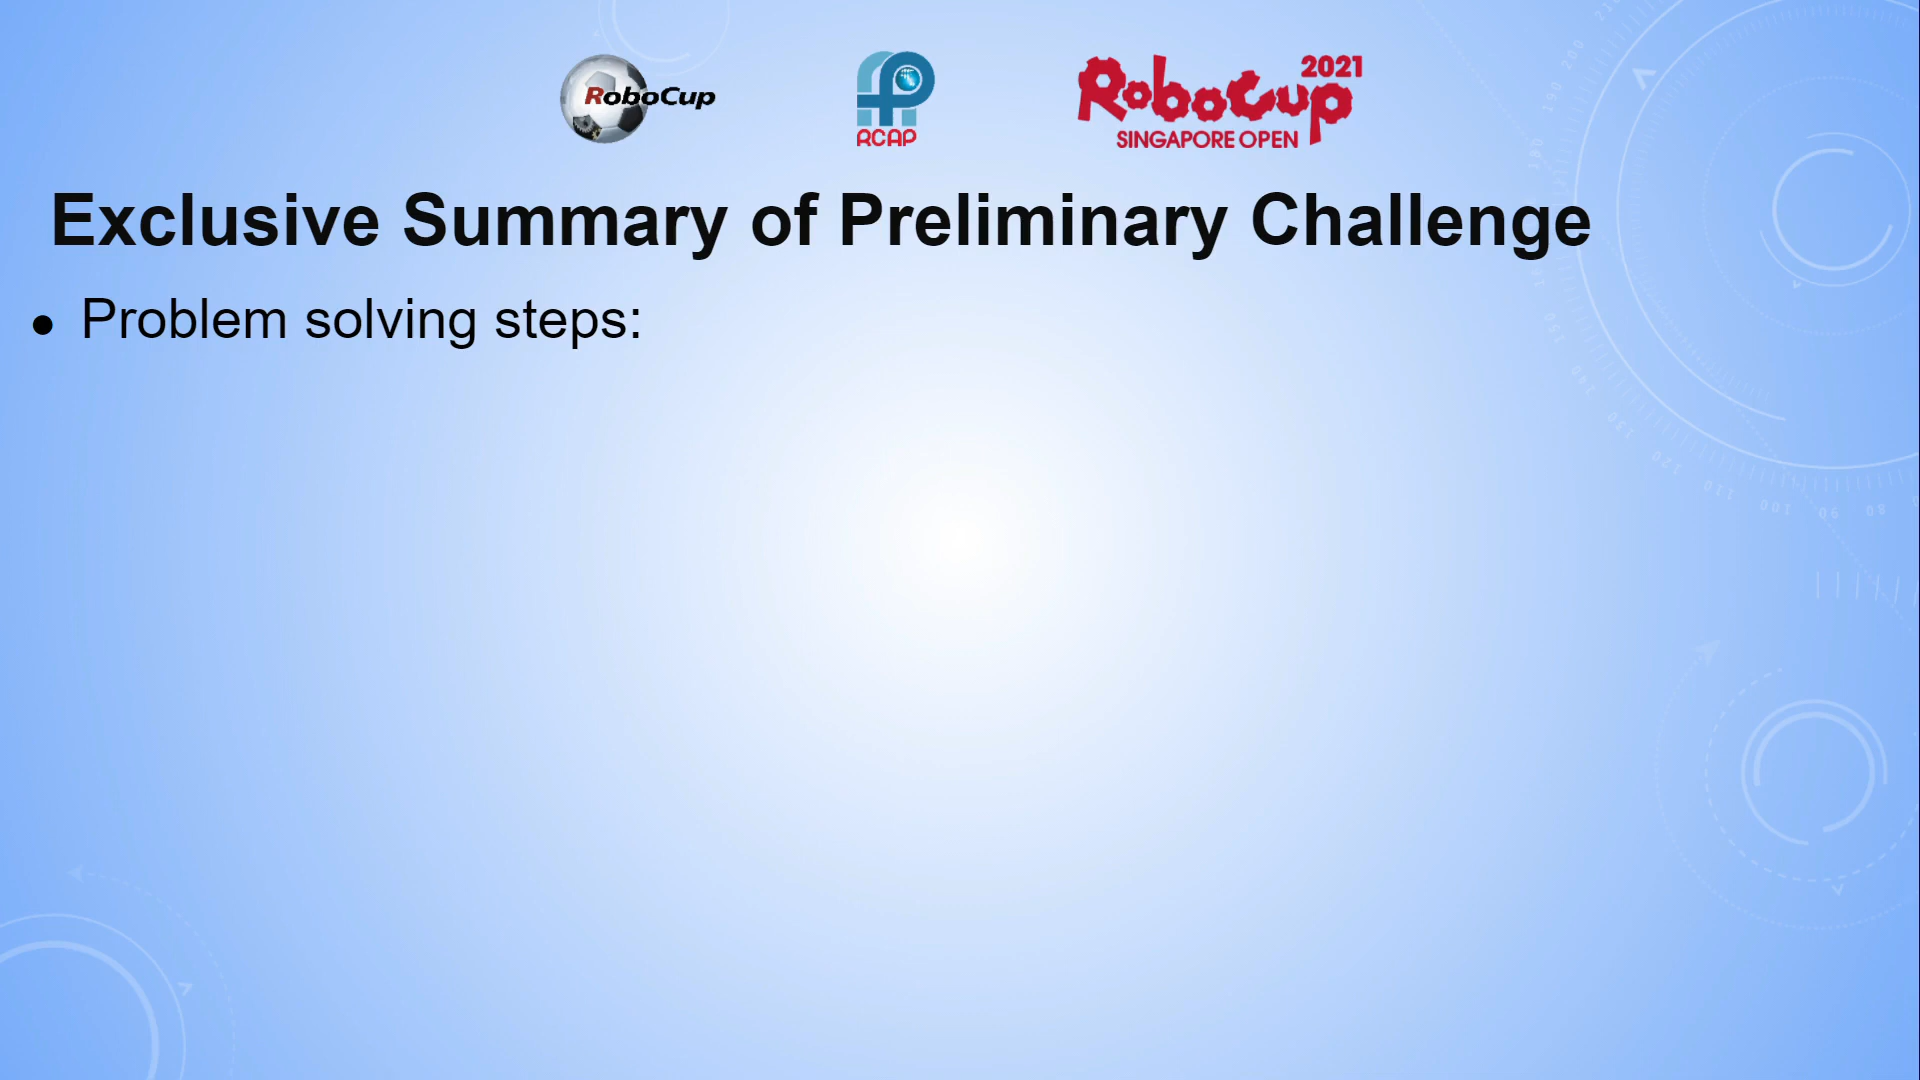 RoboCup
RCAP
RoboCup 2021
SINGAPORE OPEN
Exclusive Summary of Preliminary Challenge
● Problem solving steps: